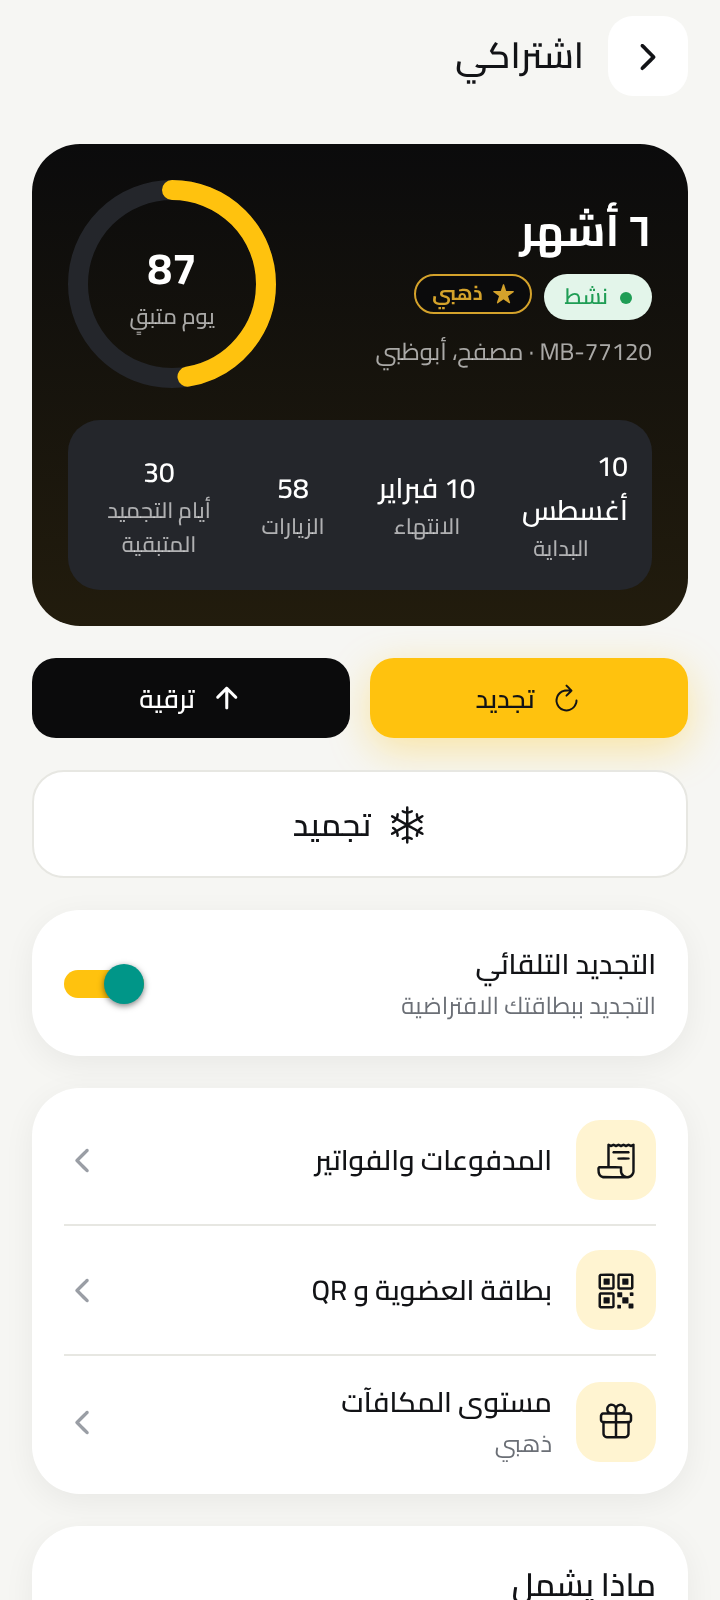 اشتراكي
٦ أشهر
نشط
ذهبي
MB-77120 · مصفح، أبوظبي
87
يوم متبقٍ
10
أغسطس
البداية
10 فبراير
الانتهاء
58
الزيارات
30
أيام التجميد
المتبقية
تجديد
ترقية
تجميد
التجديد التلقائي
التجديد ببطاقتك الافتراضية
المدفوعات والفواتير
بطاقة العضوية و QR
مستوى المكافآت
ذهبي
ماذا يشمل